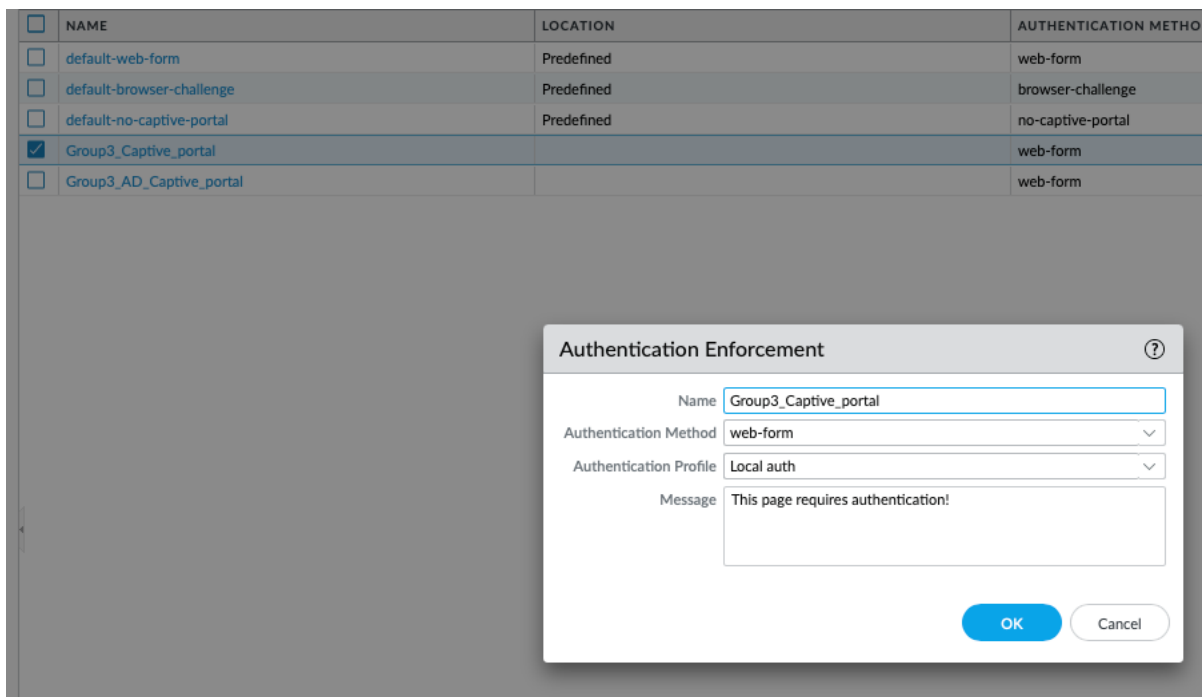 NAME LOCATION AUTHENTICATION METHO
default-web-form Predefined web-form
default-browser-challenge Predefined browser-challenge
default-no-captive-portal Predefined no-captive-portal
Group3_Captive_portal web-form
Group3_AD_Captive_portal web-form
Authentication Enforcement ?
Name Group3_Captive_portal
Authentication Method web-form
Authentication Profile Local auth
Message This page requires authentication!
OK Cancel